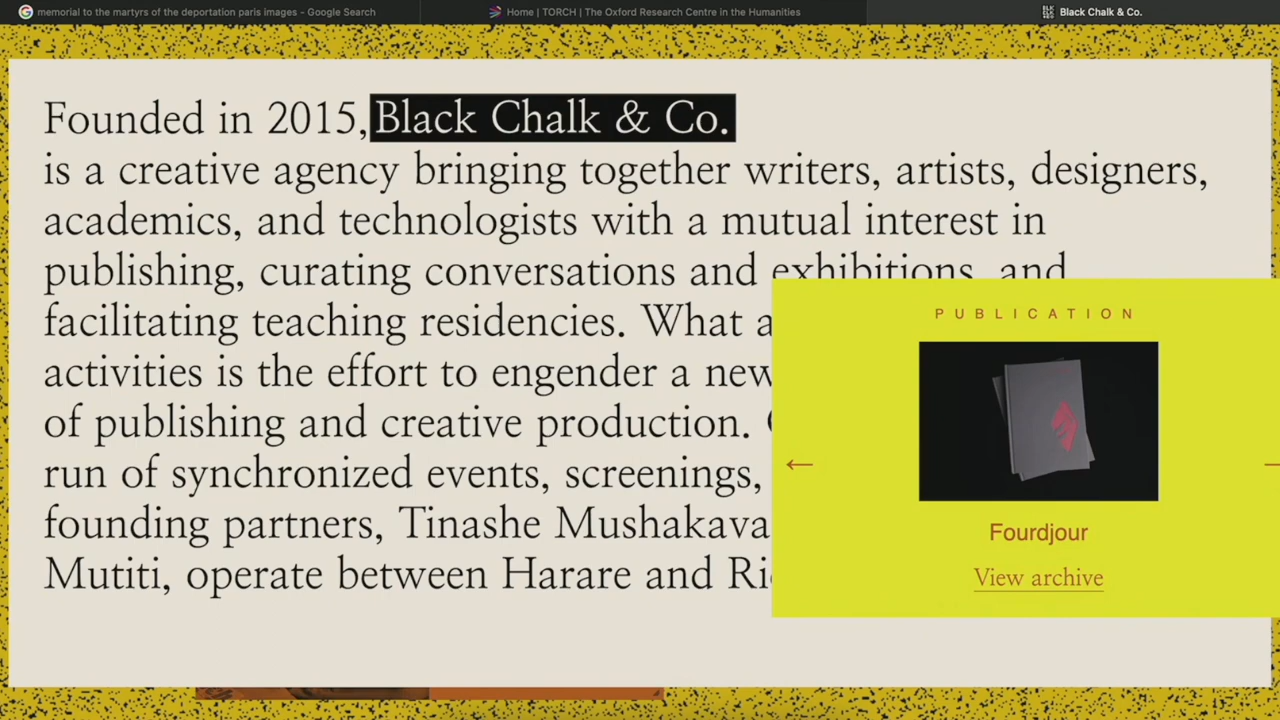 memorial to the martyrs of the deportation paris images - Google Search
Home | TORCH | The Oxford Research Centre in the Humanities
Black Chalk & Co.
Founded in 2015, Black Chalk & Co.
is a creative agency bringing together writers, artists, designers,
academics, and technologists with a mutual interest in
publishing, curating conversations and exhibitions, and
facilitating teaching residencies. What
activities is the effort to engender a new
of publishing and creative production.
run of synchronized events, screenings,
founding partners, Tinashe Mushakava
Mutiti, operate between Harare and
PUBLICATION
Fourdjour
View archive